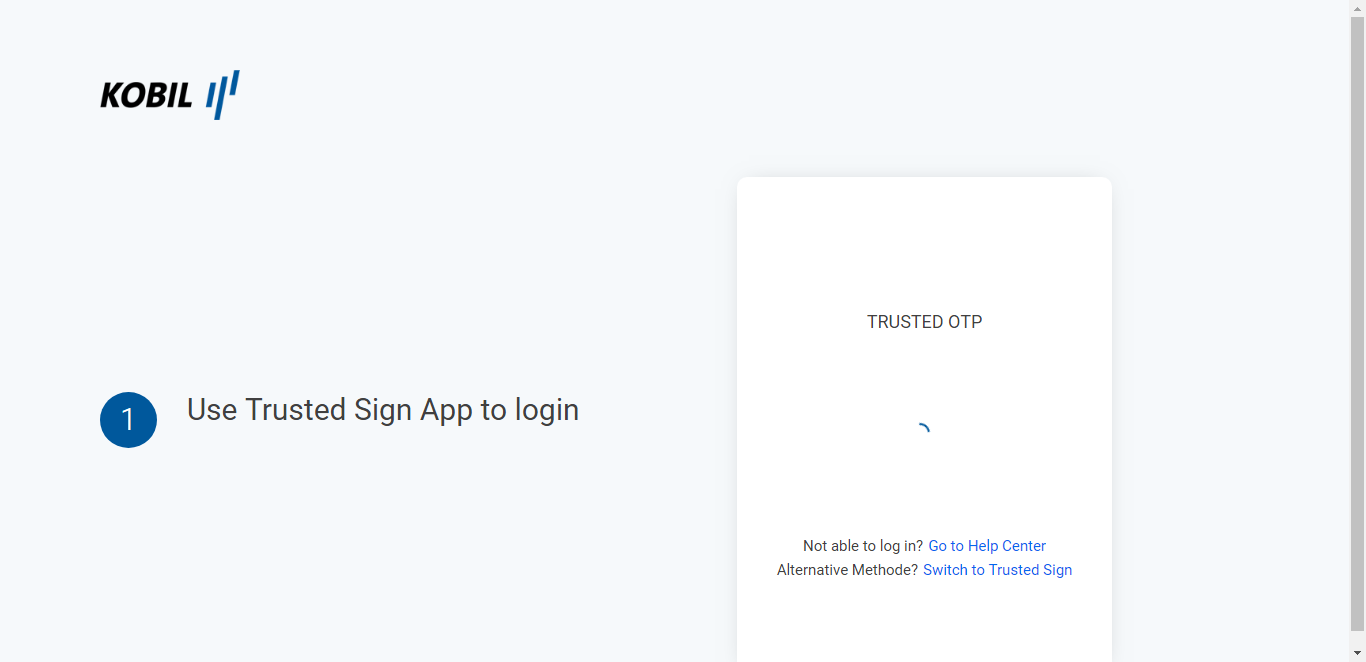 KOBIL
TRUSTED OTP
1
Use Trusted Sign App to login
Not able to log in? Go to Help Center
Alternative Methode? Switch to Trusted Sign